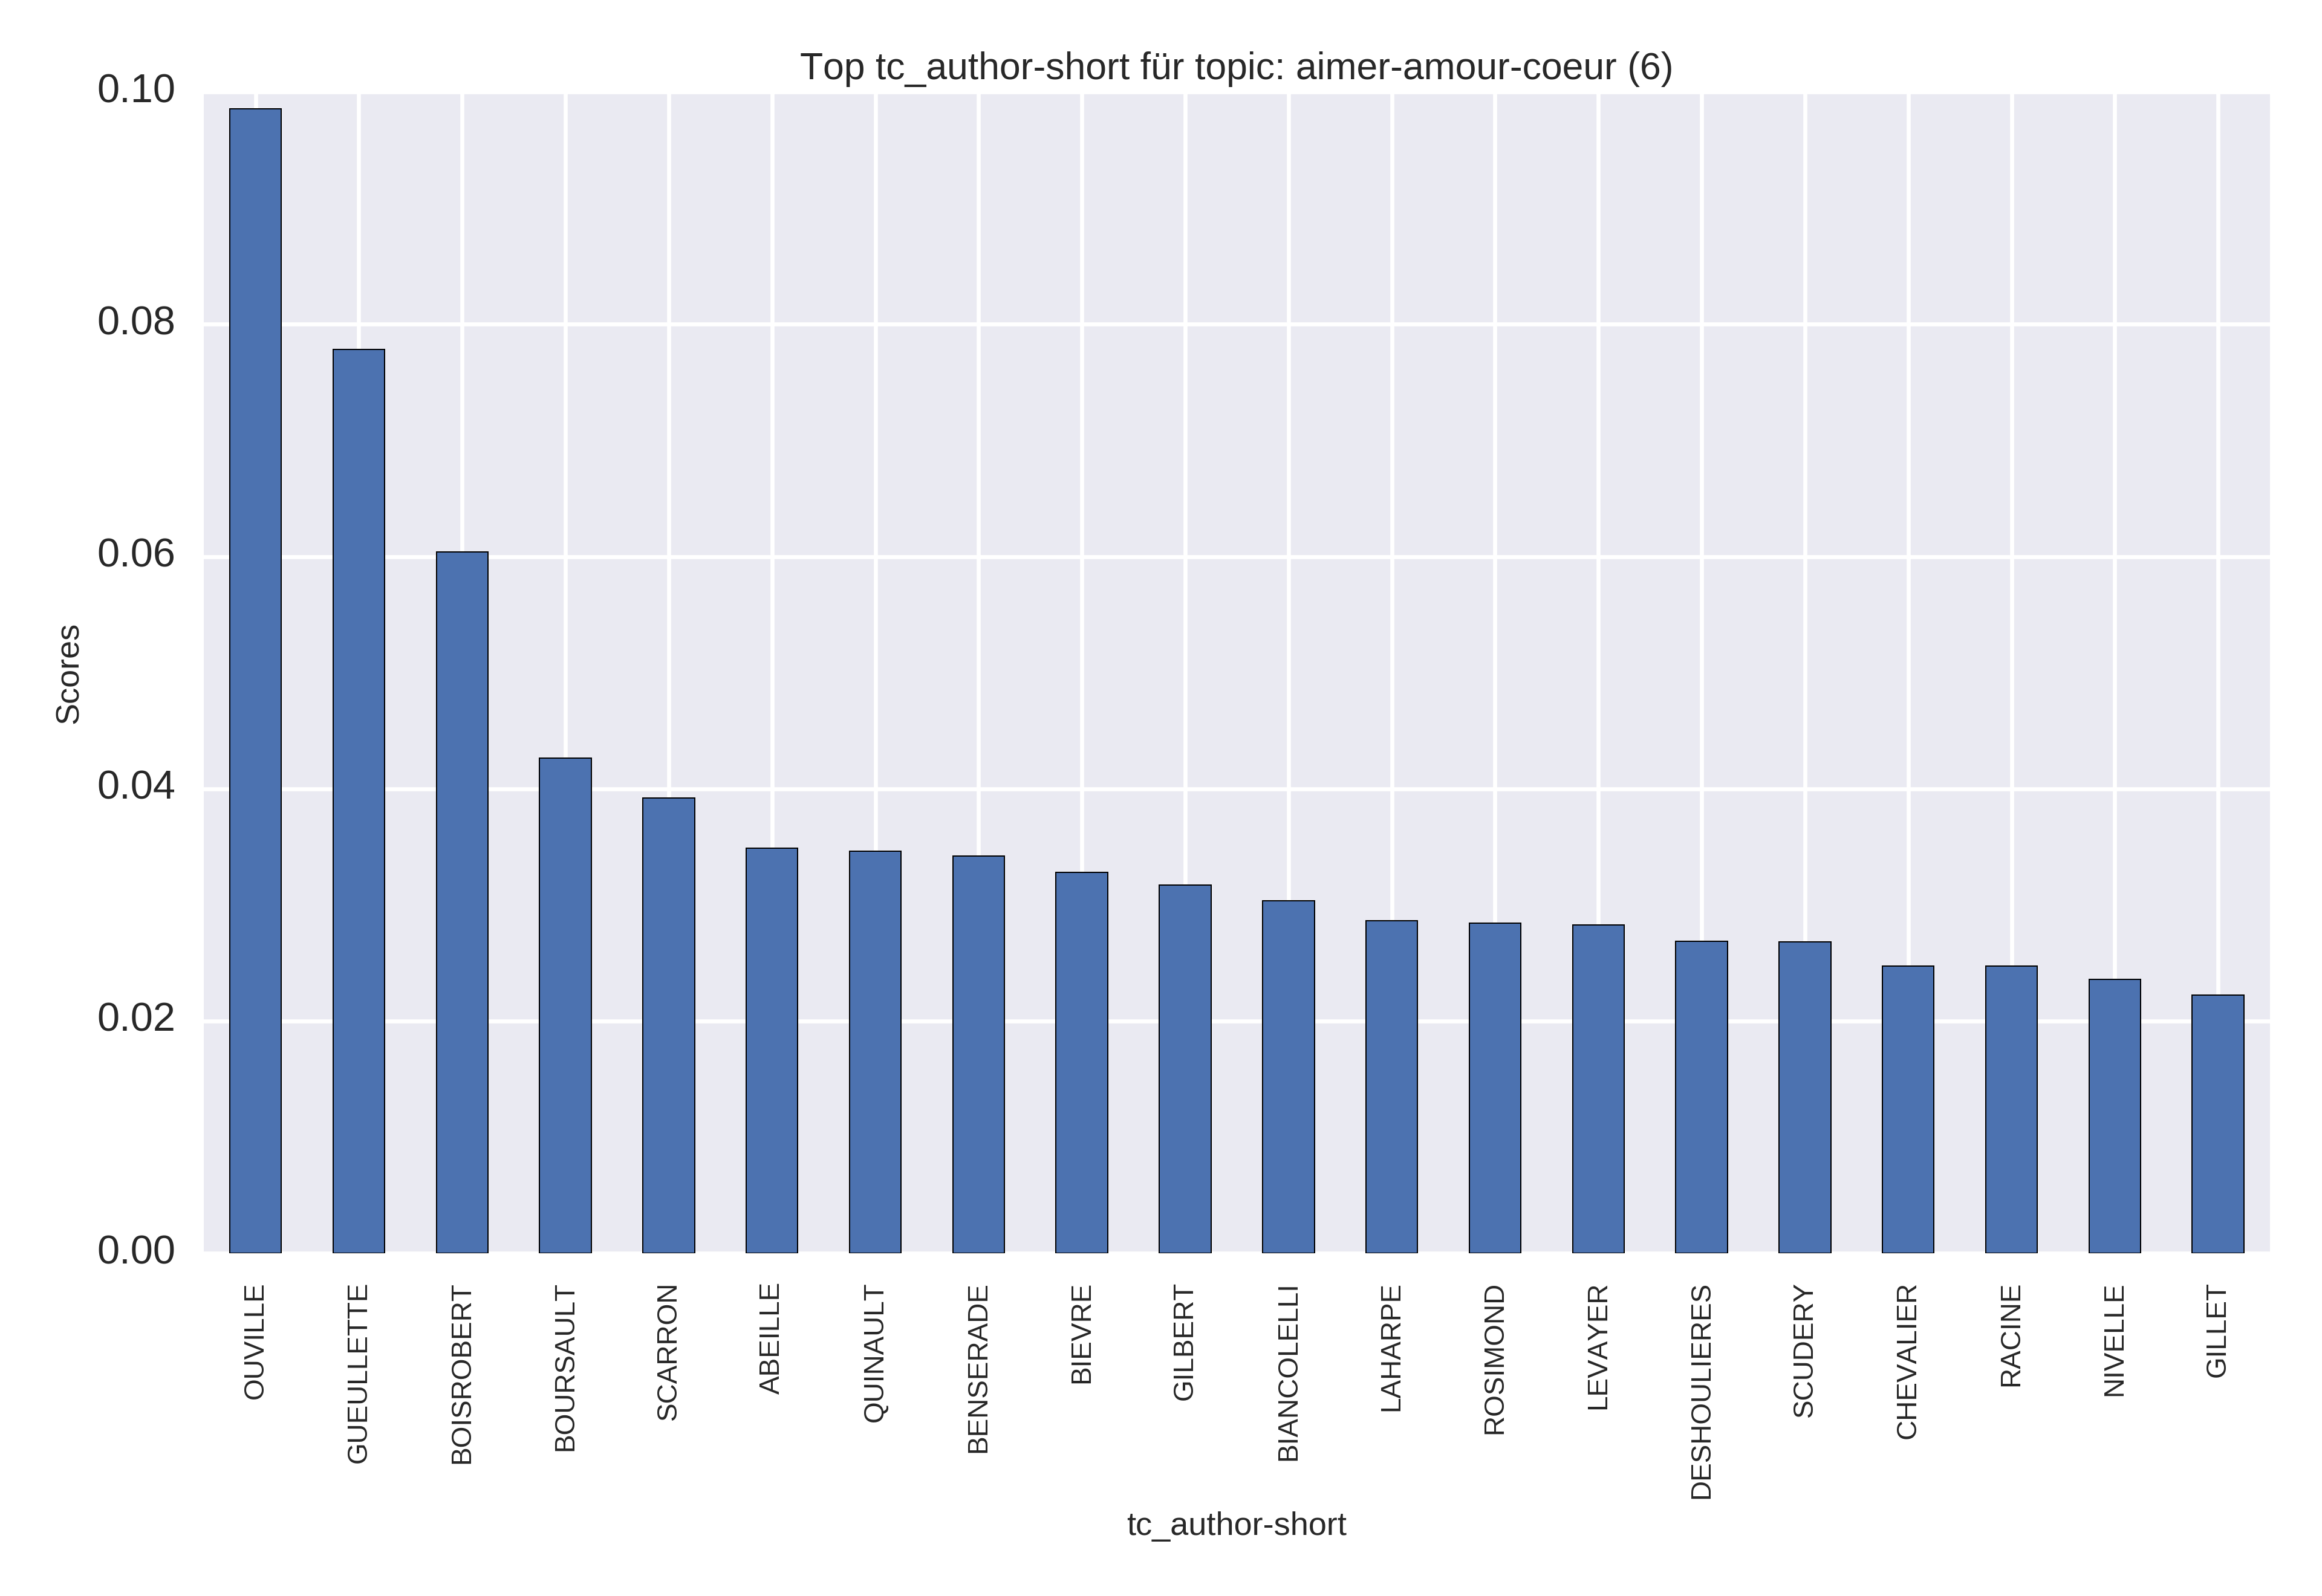 Top tc_author-short für topic: aimer-amour-coeur (6)
0.10
0.08
0.06
0.04
0.02
0.00
Scores
OUVILLE
GUEULLETTE
BOISROBERT
BOURSAULT
SCARRON
ABEILLE
QUINAULT
BENSERADE
BIEVRE
GILBERT
BIANCOLELLI
LAHARPE
ROSIMOND
LEVAYER
DESHOULIERES
SCUDERY
CHEVALIER
RACINE
NIVELLE
GILLET
tc_author-short